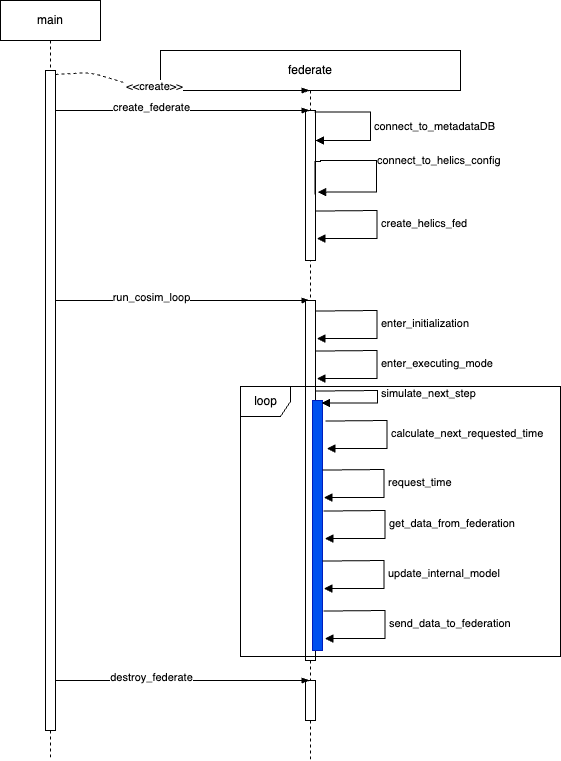 main
federate
<<create>>
create_federate
connect_to_metadataDB
connect_to_helics_config
create_helics_fed
run_cosim_loop
enter_initialization
enter_executing_mode
loop
simulate_next_step
calculate_next_requested_time
request_time
get_data_from_federation
update_internal_model
send_data_to_federation
destroy_federate